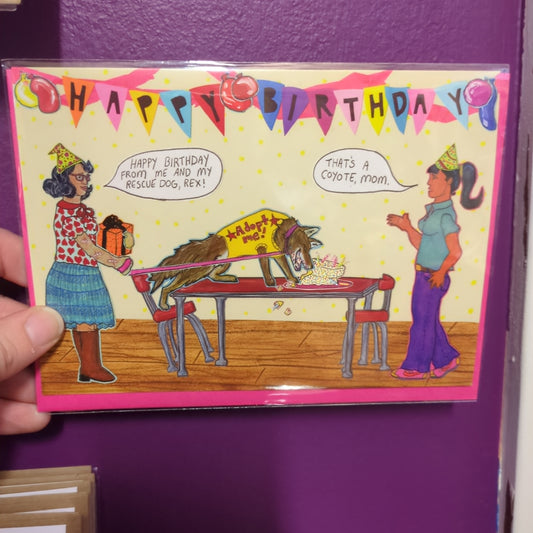 HAPPY BIRTHDAY
HAPPY BIRTHDAY
FROM ME AND MY
RESCUE DOG, REX!
THAT'S A
COYOTE, MOM.
Adopt
me!